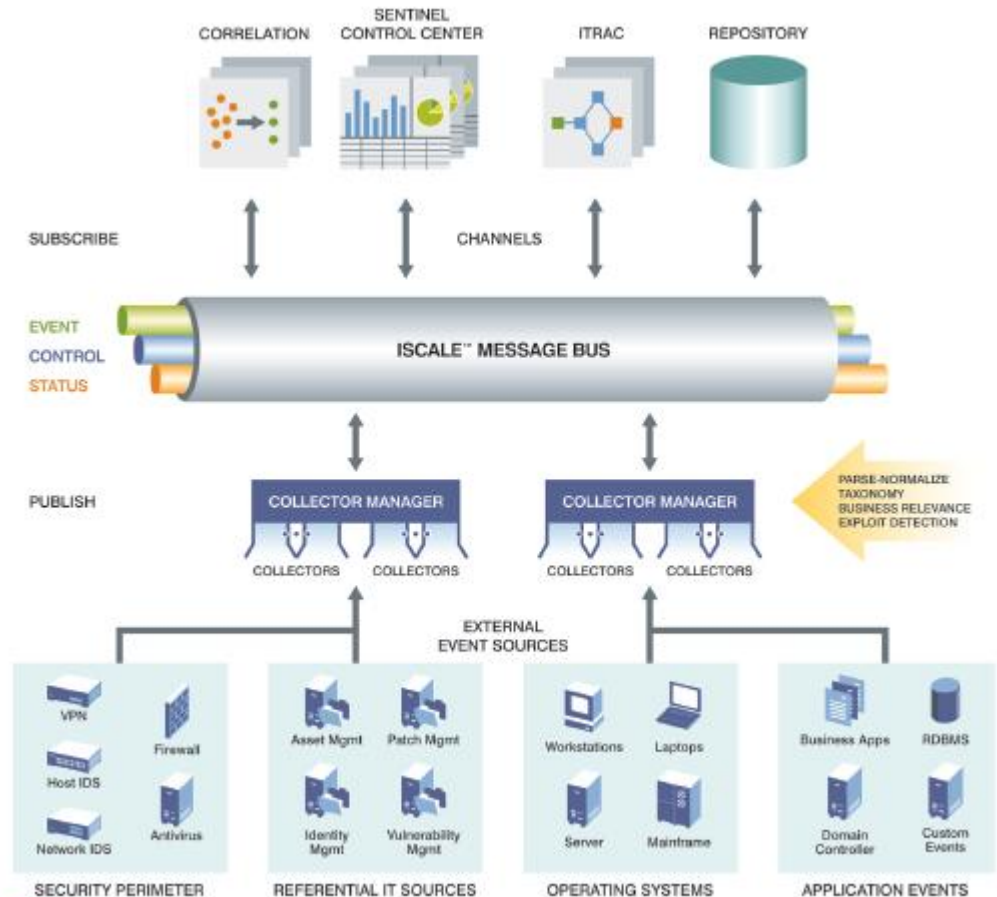 CORRELATION
SENTINEL
CONTROL CENTER
ITRAC
REPOSITORY
SUBSCRIBE
CHANNELS
EVENT
CONTROL
STATUS
ISCALE™ MESSAGE BUS
PUBLISH
COLLECTOR MANAGER
COLLECTORS
COLLECTORS
COLLECTOR MANAGER
COLLECTORS
COLLECTORS
PARSE-NORMALIZE
TAXONOMY
BUSINESS RELEVANCE
EXPLOIT DETECTION
EXTERNAL
EVENT SOURCES
VPN
Firewall
Host IDS
Antivirus
Network IDS
SECURITY PERIMETER
Asset Mgmt
Patch Mgmt
Identity
Mgmt
Vulnerability
Mgmt
REFERENTIAL IT SOURCES
Workstations
Laptops
Server
Mainframe
OPERATING SYSTEMS
Business Apps
RDBMS
Domain
Controller
Custom
Events
APPLICATION EVENTS